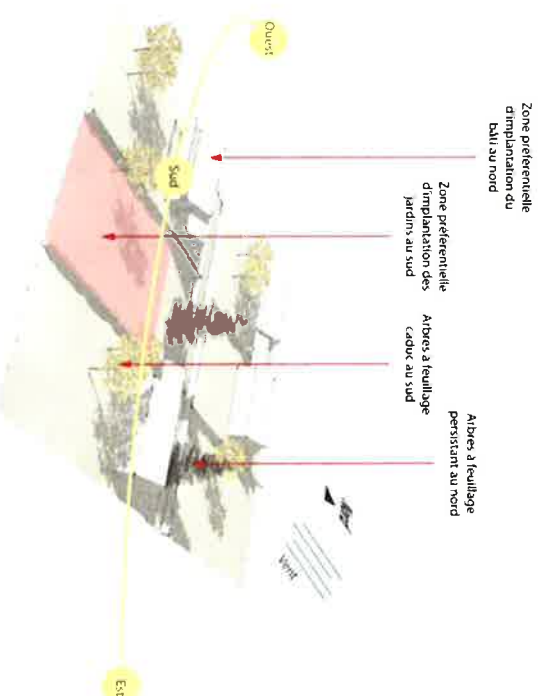 Zone préférentielle
d'implantation du
bâti au nord
Zone préférentielle
d'implantation des
jardins au sud
Arbres à feuillage
caduc au sud
Arbres à feuillage
persistant au nord
Ouest
Sud
Est
Vent